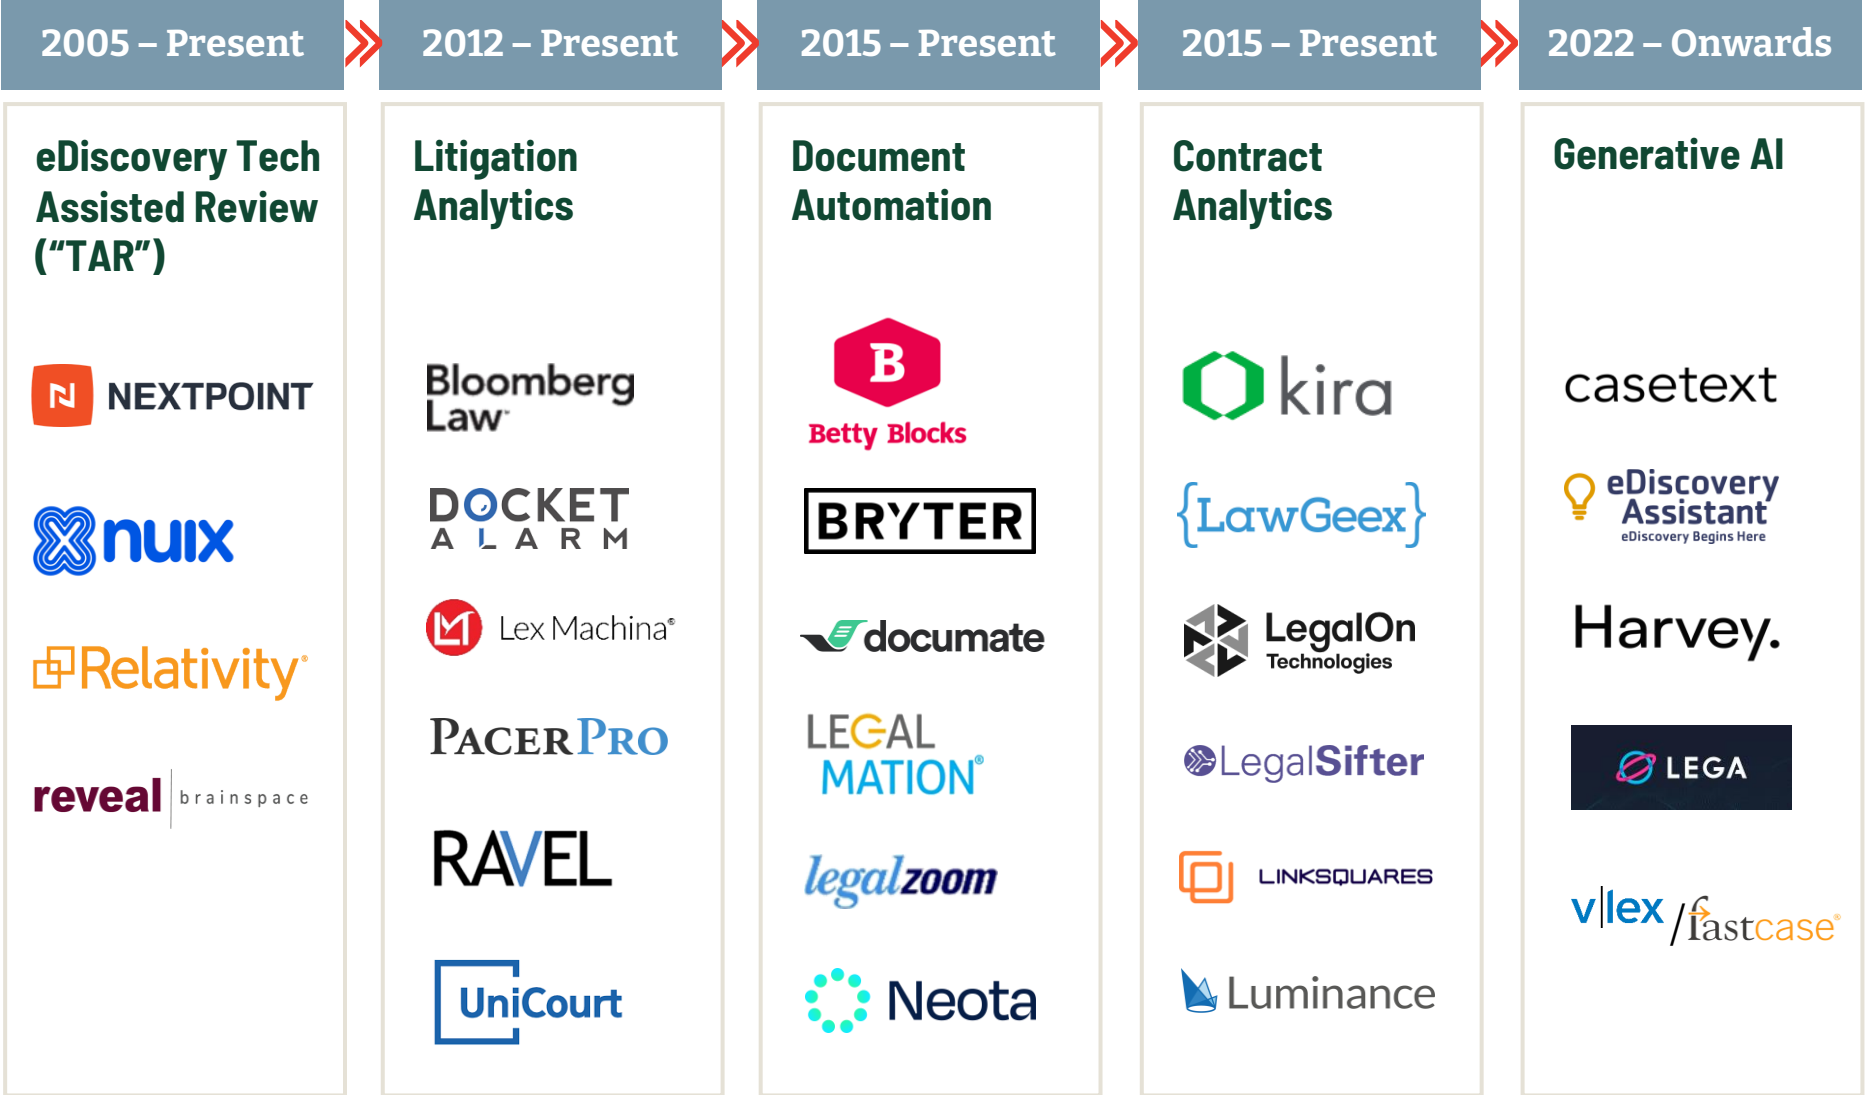 2005 – Present
2012 – Present
2015 – Present
2015 – Present
2022 – Onwards
eDiscovery Tech
Assisted Review
(“TAR”)
NEXTPOINT
nuix
Relativity®
reveal brainspace
Litigation
Analytics
Bloomberg
Law™
DOCKET
ALARM
LM Lex Machina®
PACERPRO
RAVEL
UniCourt
Document
Automation
B
Betty Blocks
BRYTER
documate
LEGAL
MATION®
legalzoom
Neota
Contract
Analytics
kira
{LawGeex}
LegalOn
Technologies
LegalSifter
LINKSQUARES
Luminance
Generative AI
casetext
eDiscovery
Assistant
eDiscovery Begins Here
Harvey.
LEGA
v|lex / fastcase®